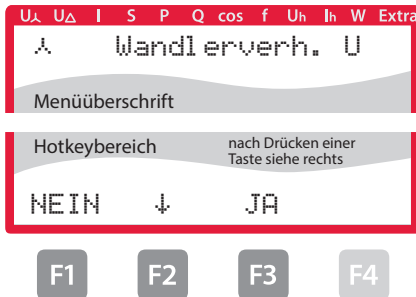 U⅄ U△ I S P Q cos f Uh Ih W Extra
⅄ Wandlerverh. U
Menüüberschrift
Hotkeybereich
nach Drücken einer
Taste siehe rechts
NEIN ↓ JA
F1 F2 F3 F4